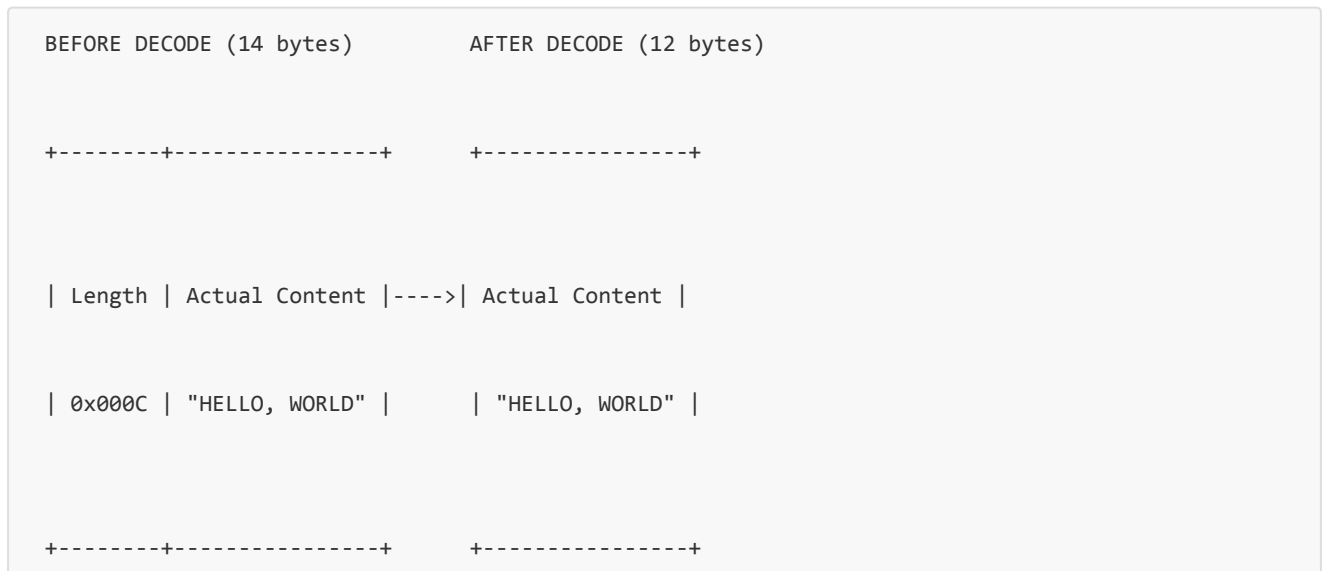 BEFORE DECODE (14 bytes)         AFTER DECODE (12 bytes)
+--------+----------------+      +----------------+
| Length | Actual Content |---->| Actual Content |
| 0x000C | "HELLO, WORLD" |      | "HELLO, WORLD" |
+--------+----------------+      +----------------+